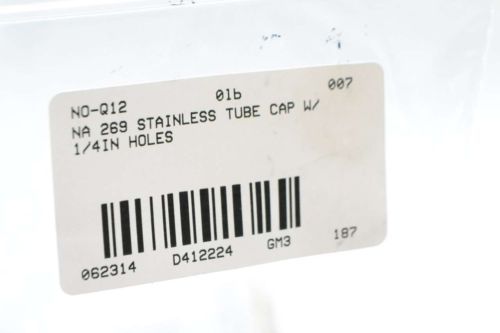 NO-Q12 0lb 007
NA 269 STAINLESS TUBE CAP W/
1/4IN HOLES
062314 D412224 GM3 187